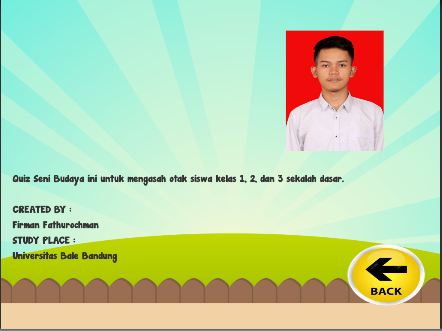 Quiz Seni Budaya ini untuk mengasah otak siswa kelas 1, 2, dan 3 sekalah dasar.
CREATED BY :
Firman Fathurochman
STUDY PLACE :
Universitas Bale Bandung
BACK